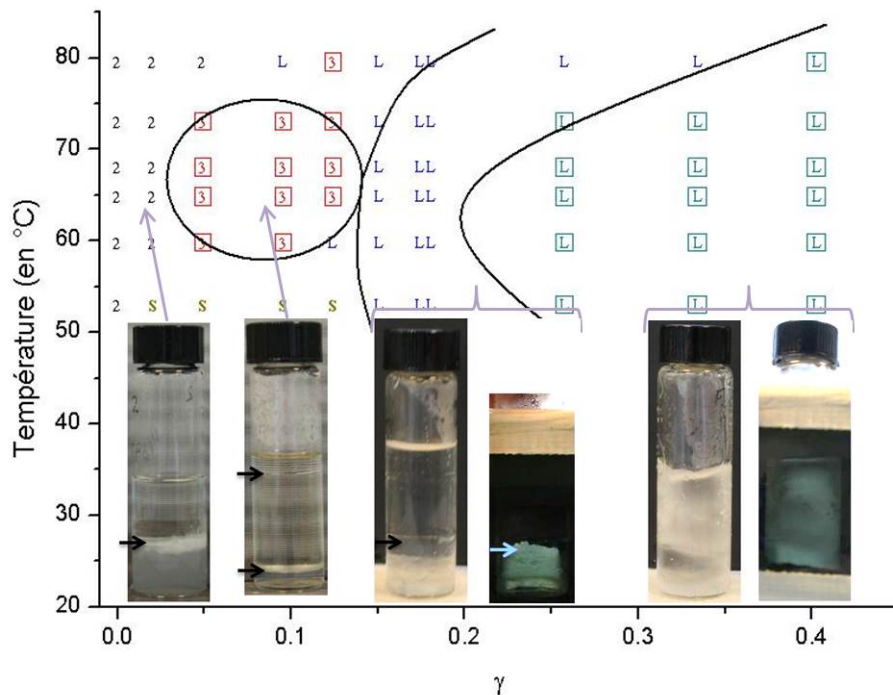 80 2 2 2 L 3 L LL L L L
2 2 3 3 3 L LL L L L
70
2 2 3 3 3 L LL L L L
2 2 3 3 3 L LL L L L
60 2 2 3 3 L L LL L L L
2 S S S S L LL L L L
50
40
30
20
0.0 0.1 0.2 0.3 0.4
Température (en °C)
γ